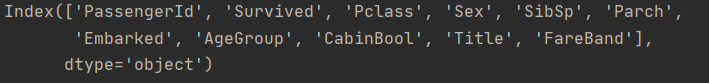 Index(['PassengerId', 'Survived', 'Pclass', 'Sex', 'SibSp', 'Parch',
'Embarked', 'AgeGroup', 'CabinBool', 'Title', 'FareBand'],
dtype='object')